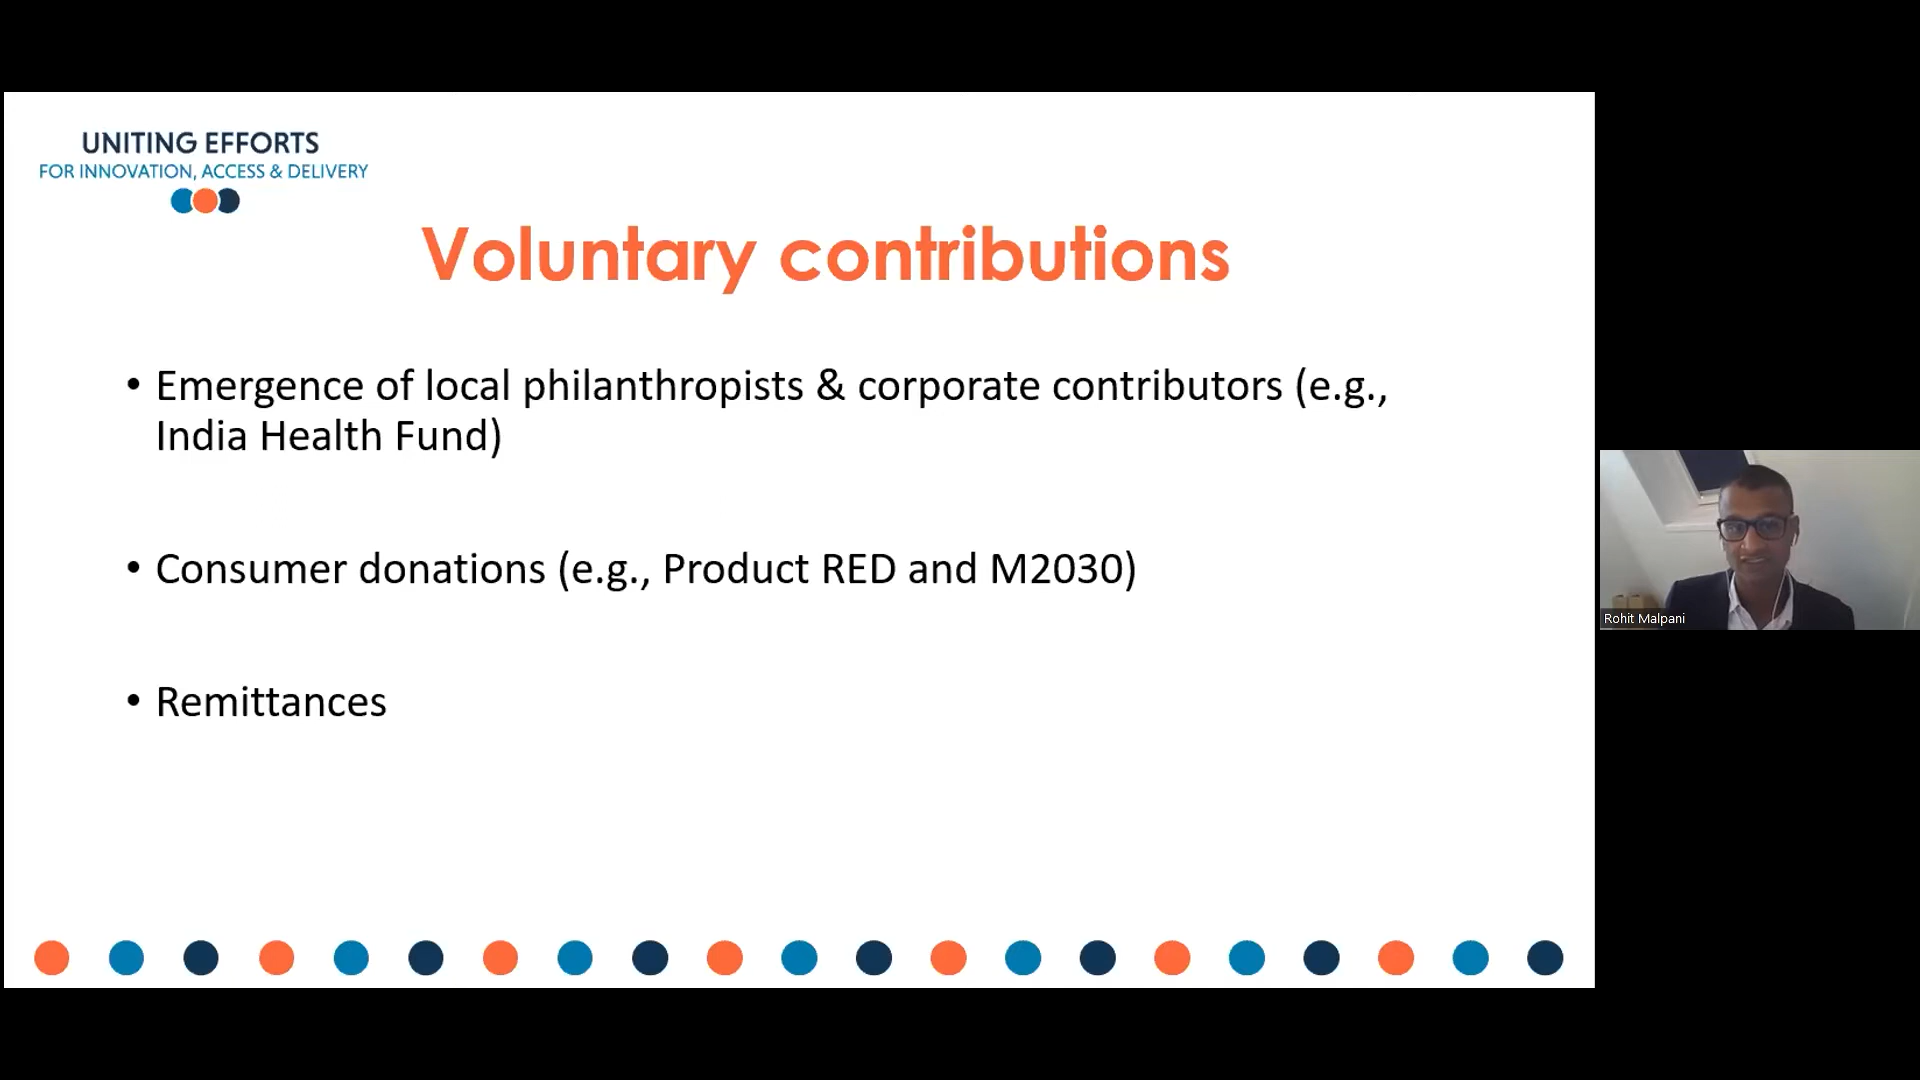 UNITING EFFORTS
FOR INNOVATION, ACCESS & DELIVERY
Voluntary contributions
• Emergence of local philanthropists & corporate contributors (e.g.,
India Health Fund)
• Consumer donations (e.g., Product RED and M2030)
• Remittances
Rohit Malpani